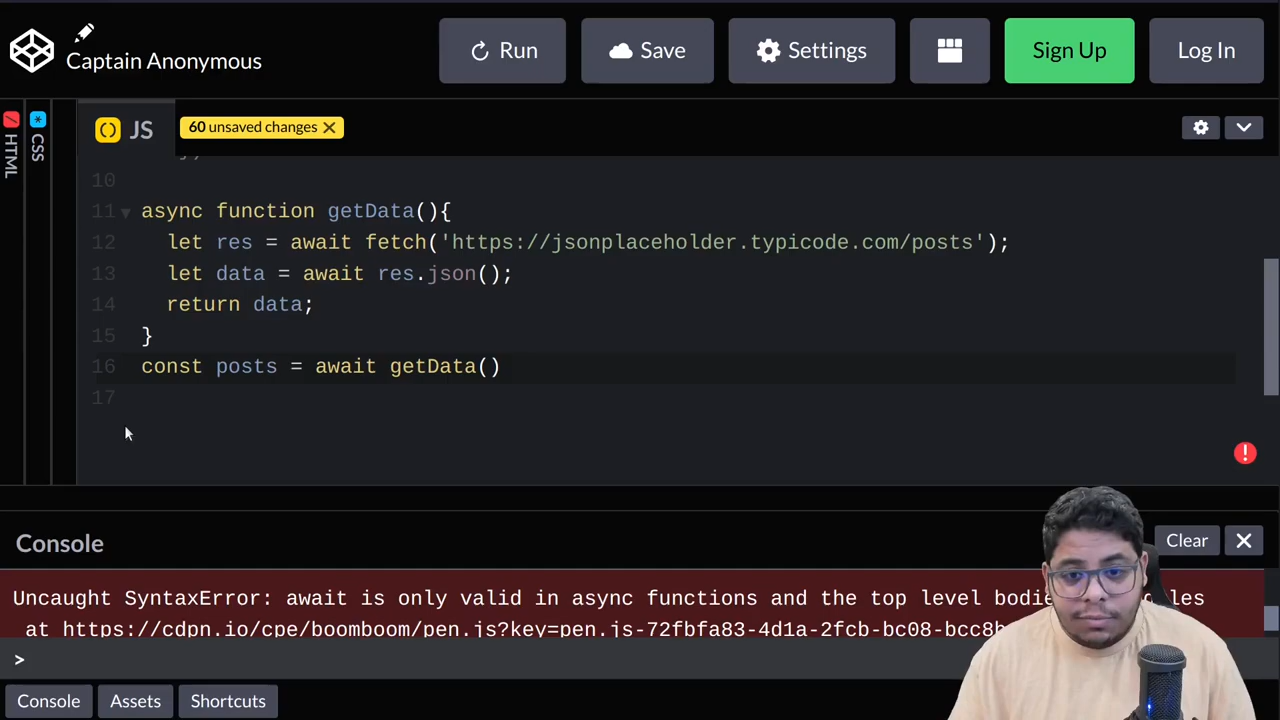 Captain Anonymous
Run
Save
Settings
Sign Up
Log In
HTML
CSS
JS
60 unsaved changes
10
11 async function getData(){
12 let res = await fetch('https://jsonplaceholder.typicode.com/posts');
13 let data = await res.json();
14 return data;
15 }
16 const posts = await getData()
17
Console
Clear
Uncaught SyntaxError: await is only valid in async functions and the top level
at https://cdpn.io/cpe/boomboom/pen.js?key=pen.js-72fbfa83-4d1a-2fcb-bc08-bcc8
>
Console
Assets
Shortcuts